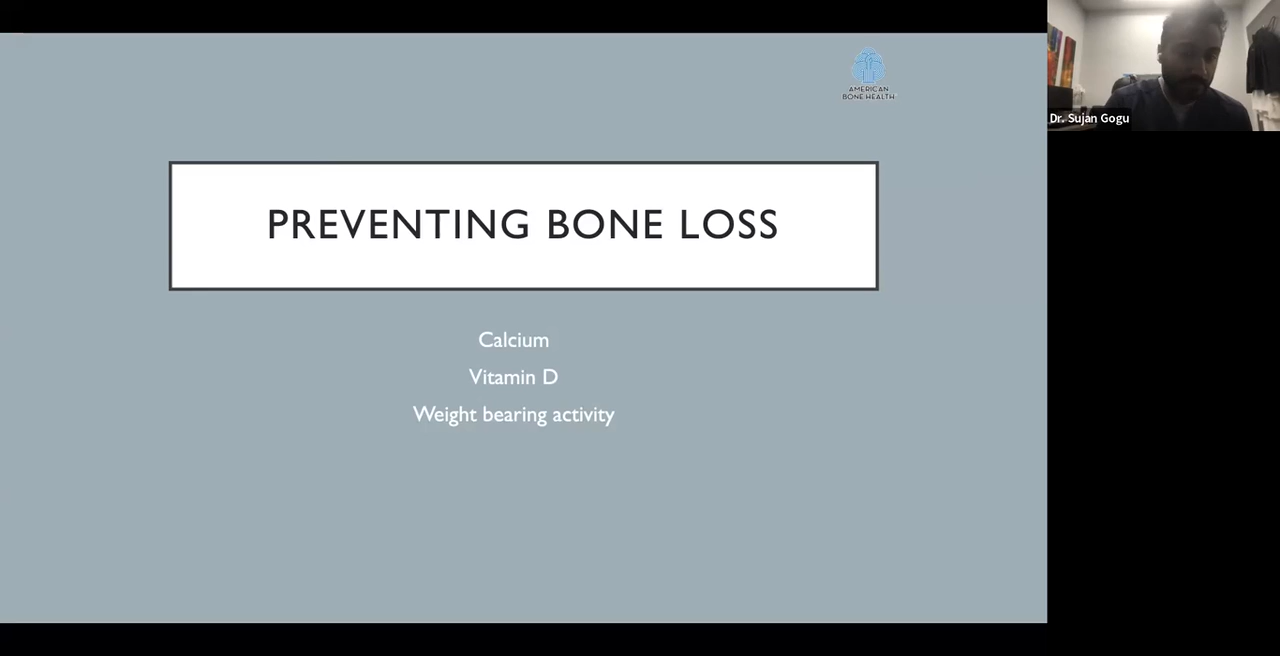 AMERICAN
BONE HEALTH
PREVENTING BONE LOSS
Calcium
Vitamin D
Weight bearing activity
Dr. Sujan Gogu